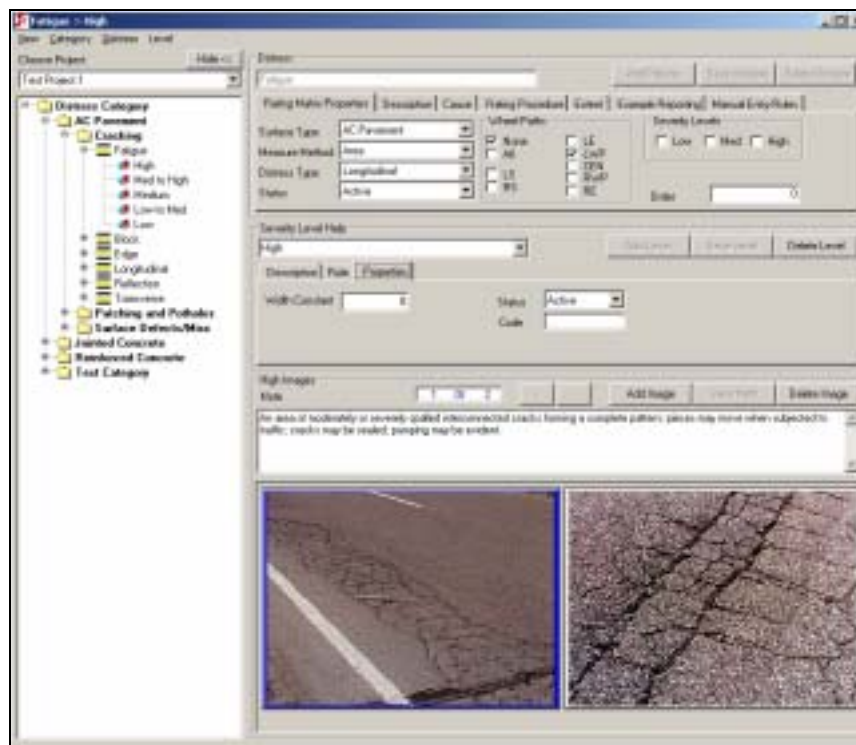 Fatigue > High
View Category Distress Level
Choose Project Hide <<
Test Project 1
Distress Category
AC Pavement
Cracking
Fatigue
High
Med to High
Medium
Low to Med
Low
Block
Edge
Longitudinal
Reflection
Transverse
Patching and Potholes
Surface Defects/Misc
Jointed Concrete
Reinforced Concrete
Test Category
Distress
Fatigue
Rating Matrix Properties Description Cause Rating Procedure Extent Example Reporting Manual Entry Rules
Surface Type AC Pavement
Measure Method Area
Distress Type Longitudinal
Status Active
Wheel Paths
None
All
LE
Severity Levels
Low Med High
Order 0
Severity Level Help
High
Delete Level
Description Rule Properties
Width Constant
Status Active
Code
High Images
Note
1 Of 2
Add Image
Delete Image
An area of moderately or severely spalled interconnected cracks forming a complete pattern; pieces may move when subjected to
traffic; cracks may be sealed; pumping may be evident.